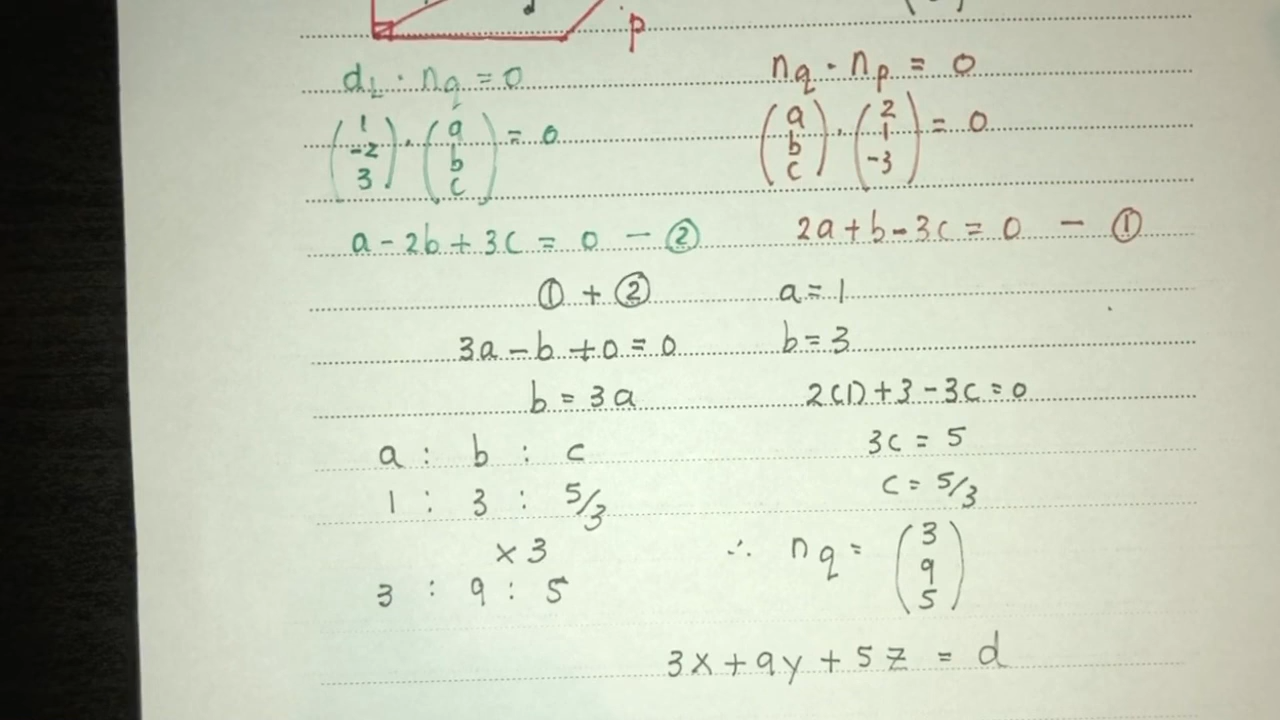 p
d_L · n_q = 0 n_q · n_p = 0
(1 -2 3) · (a b c) = 0 (a b c) · (2 1 -3) = 0
a - 2b + 3c = 0 — ② 2a + b - 3c = 0 — ①
① + ② a = 1
3a - b + 0 = 0 b = 3
b = 3a 2(1) + 3 - 3c = 0
a : b : c 3c = 5
1 : 3 : 5/3 c = 5/3
× 3 ∴ n_q = (3 9 5)
3 : 9 : 5
3x + 9y + 5z = d